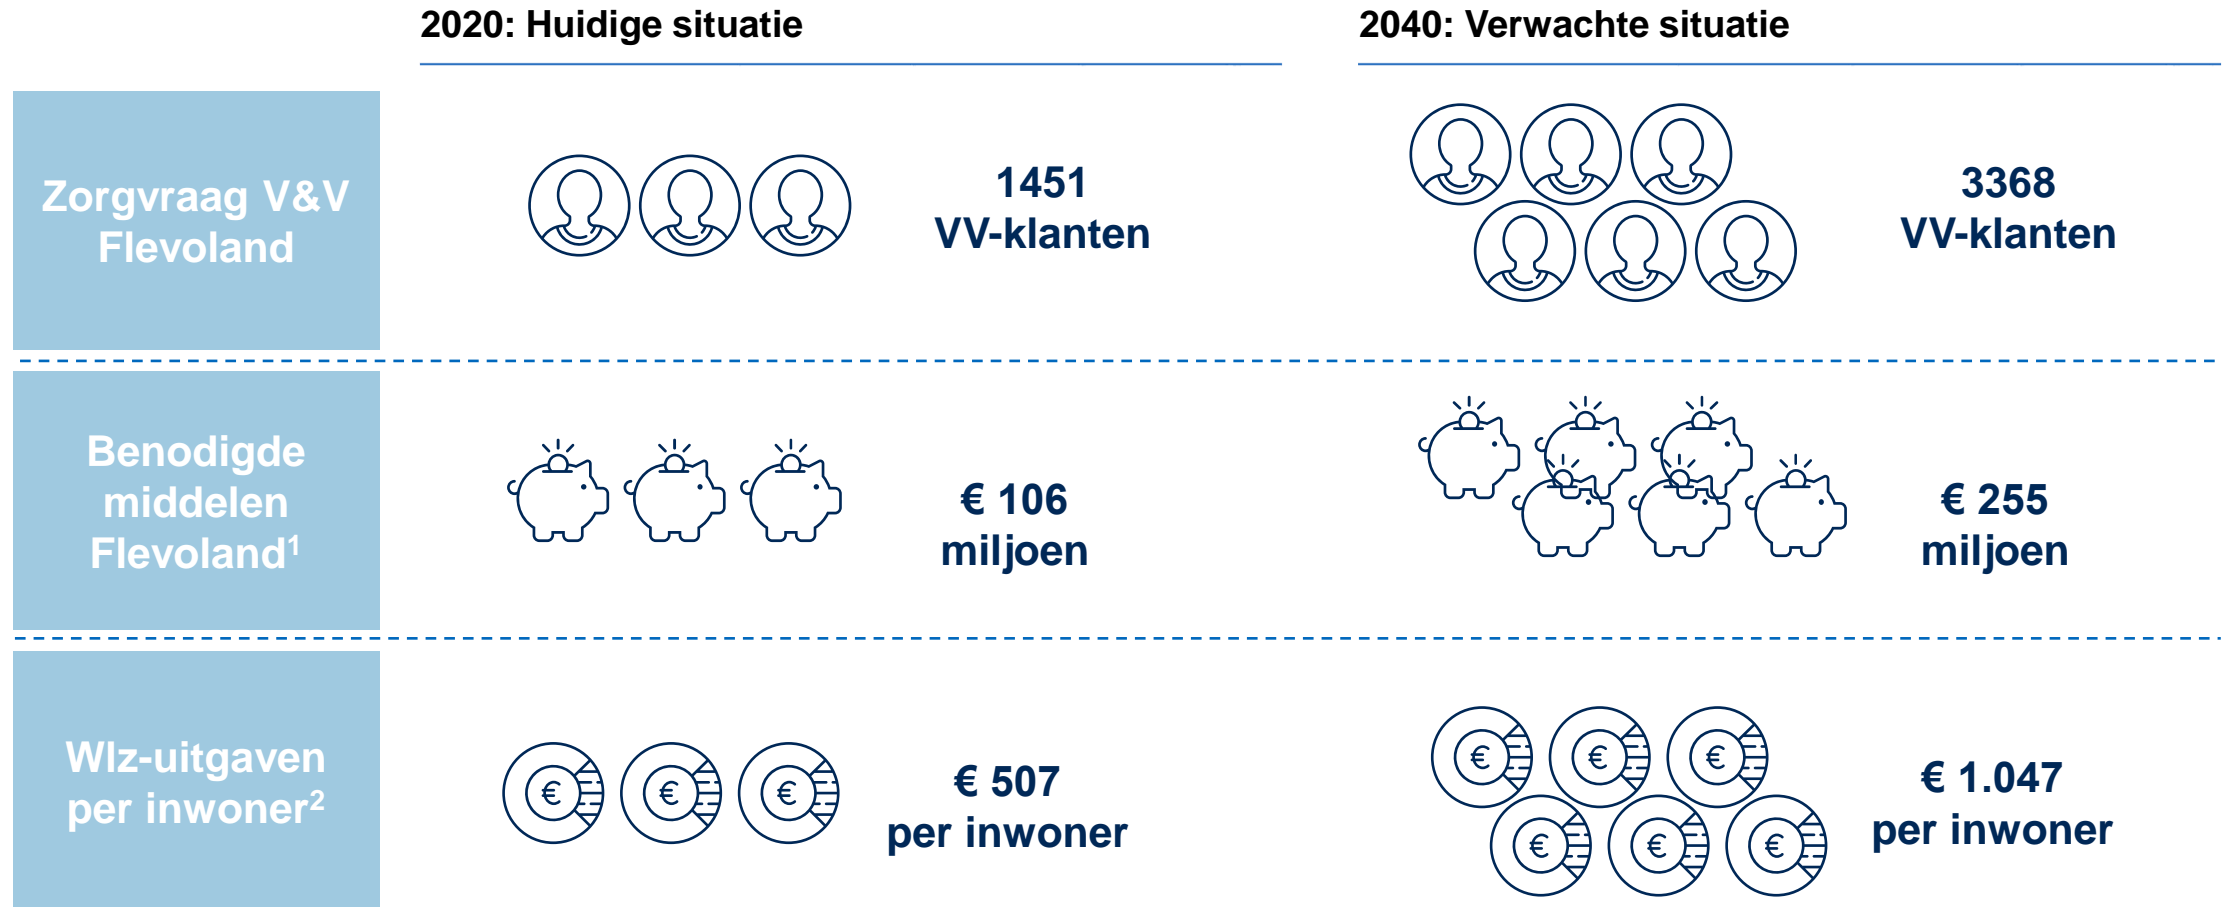 2020: Huidige situatie
2040: Verwachte situatie
Zorgvraag V&V
Flevoland
1451
VV-klanten
3368
VV-klanten
Benodigde
middelen
Flevoland¹
€ 106
miljoen
€ 255
miljoen
Wlz-uitgaven
per inwoner²
€ 507
per inwoner
€ 1.047
per inwoner